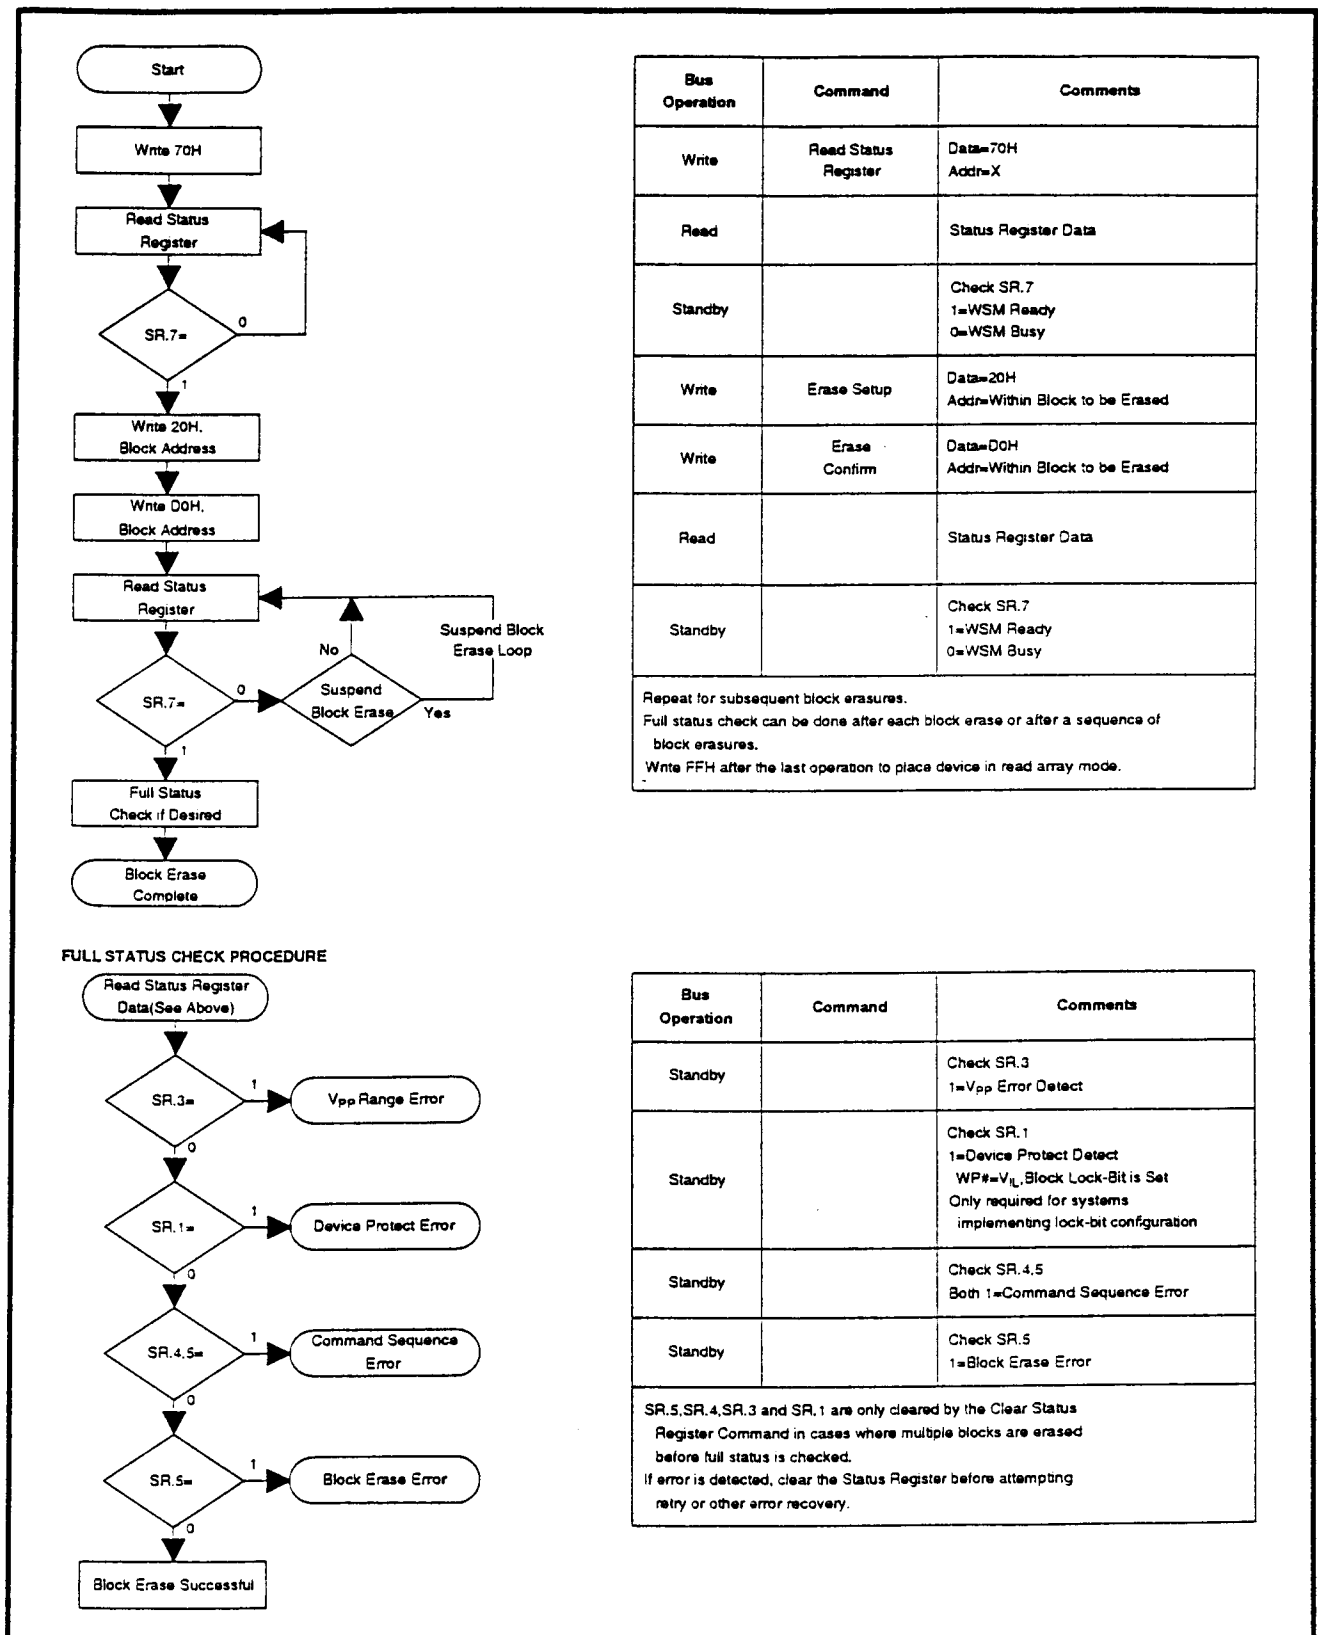 Start
Write 70H
Read Status
Register
SR.7=
0
1
Write 20H,
Block Address
Write D0H,
Block Address
Read Status
Register
SR.7=
0
1
No
Suspend
Block Erase
Yes
Suspend Block
Erase Loop
Full Status
Check if Desired
Block Erase
Complete
Bus
Operation
Command
Comments
Write
Read Status
Register
Data=70H
Addr=X
Read
Status Register Data
Standby
Check SR.7
1=WSM Ready
0=WSM Busy
Write
Erase Setup
Data=20H
Addr=Within Block to be Erased
Write
Erase
Confirm
Data=D0H
Addr=Within Block to be Erased
Read
Status Register Data
Standby
Check SR.7
1=WSM Ready
0=WSM Busy
Repeat for subsequent block erasures.
Full status check can be done after each block erase or after a sequence of
block erasures.
Write FFH after the last operation to place device in read array mode.
FULL STATUS CHECK PROCEDURE
Read Status Register
Data(See Above)
SR.3=
1
VPP Range Error
0
SR.1=
1
Device Protect Error
0
SR.4,5=
1
Command Sequence
Error
0
SR.5=
1
Block Erase Error
0
Block Erase Successful
Bus
Operation
Command
Comments
Standby
Check SR.3
1=VPP Error Detect
Standby
Check SR.1
1=Device Protect Detect
WP#=VIL,Block Lock-Bit is Set
Only required for systems
implementing lock-bit configuration
Standby
Check SR.4,5
Both 1=Command Sequence Error
Standby
Check SR.5
1=Block Erase Error
SR.5,SR.4,SR.3 and SR.1 are only cleared by the Clear Status
Register Command in cases where multiple blocks are erased
before full status is checked.
If error is detected, clear the Status Register before attempting
retry or other error recovery.